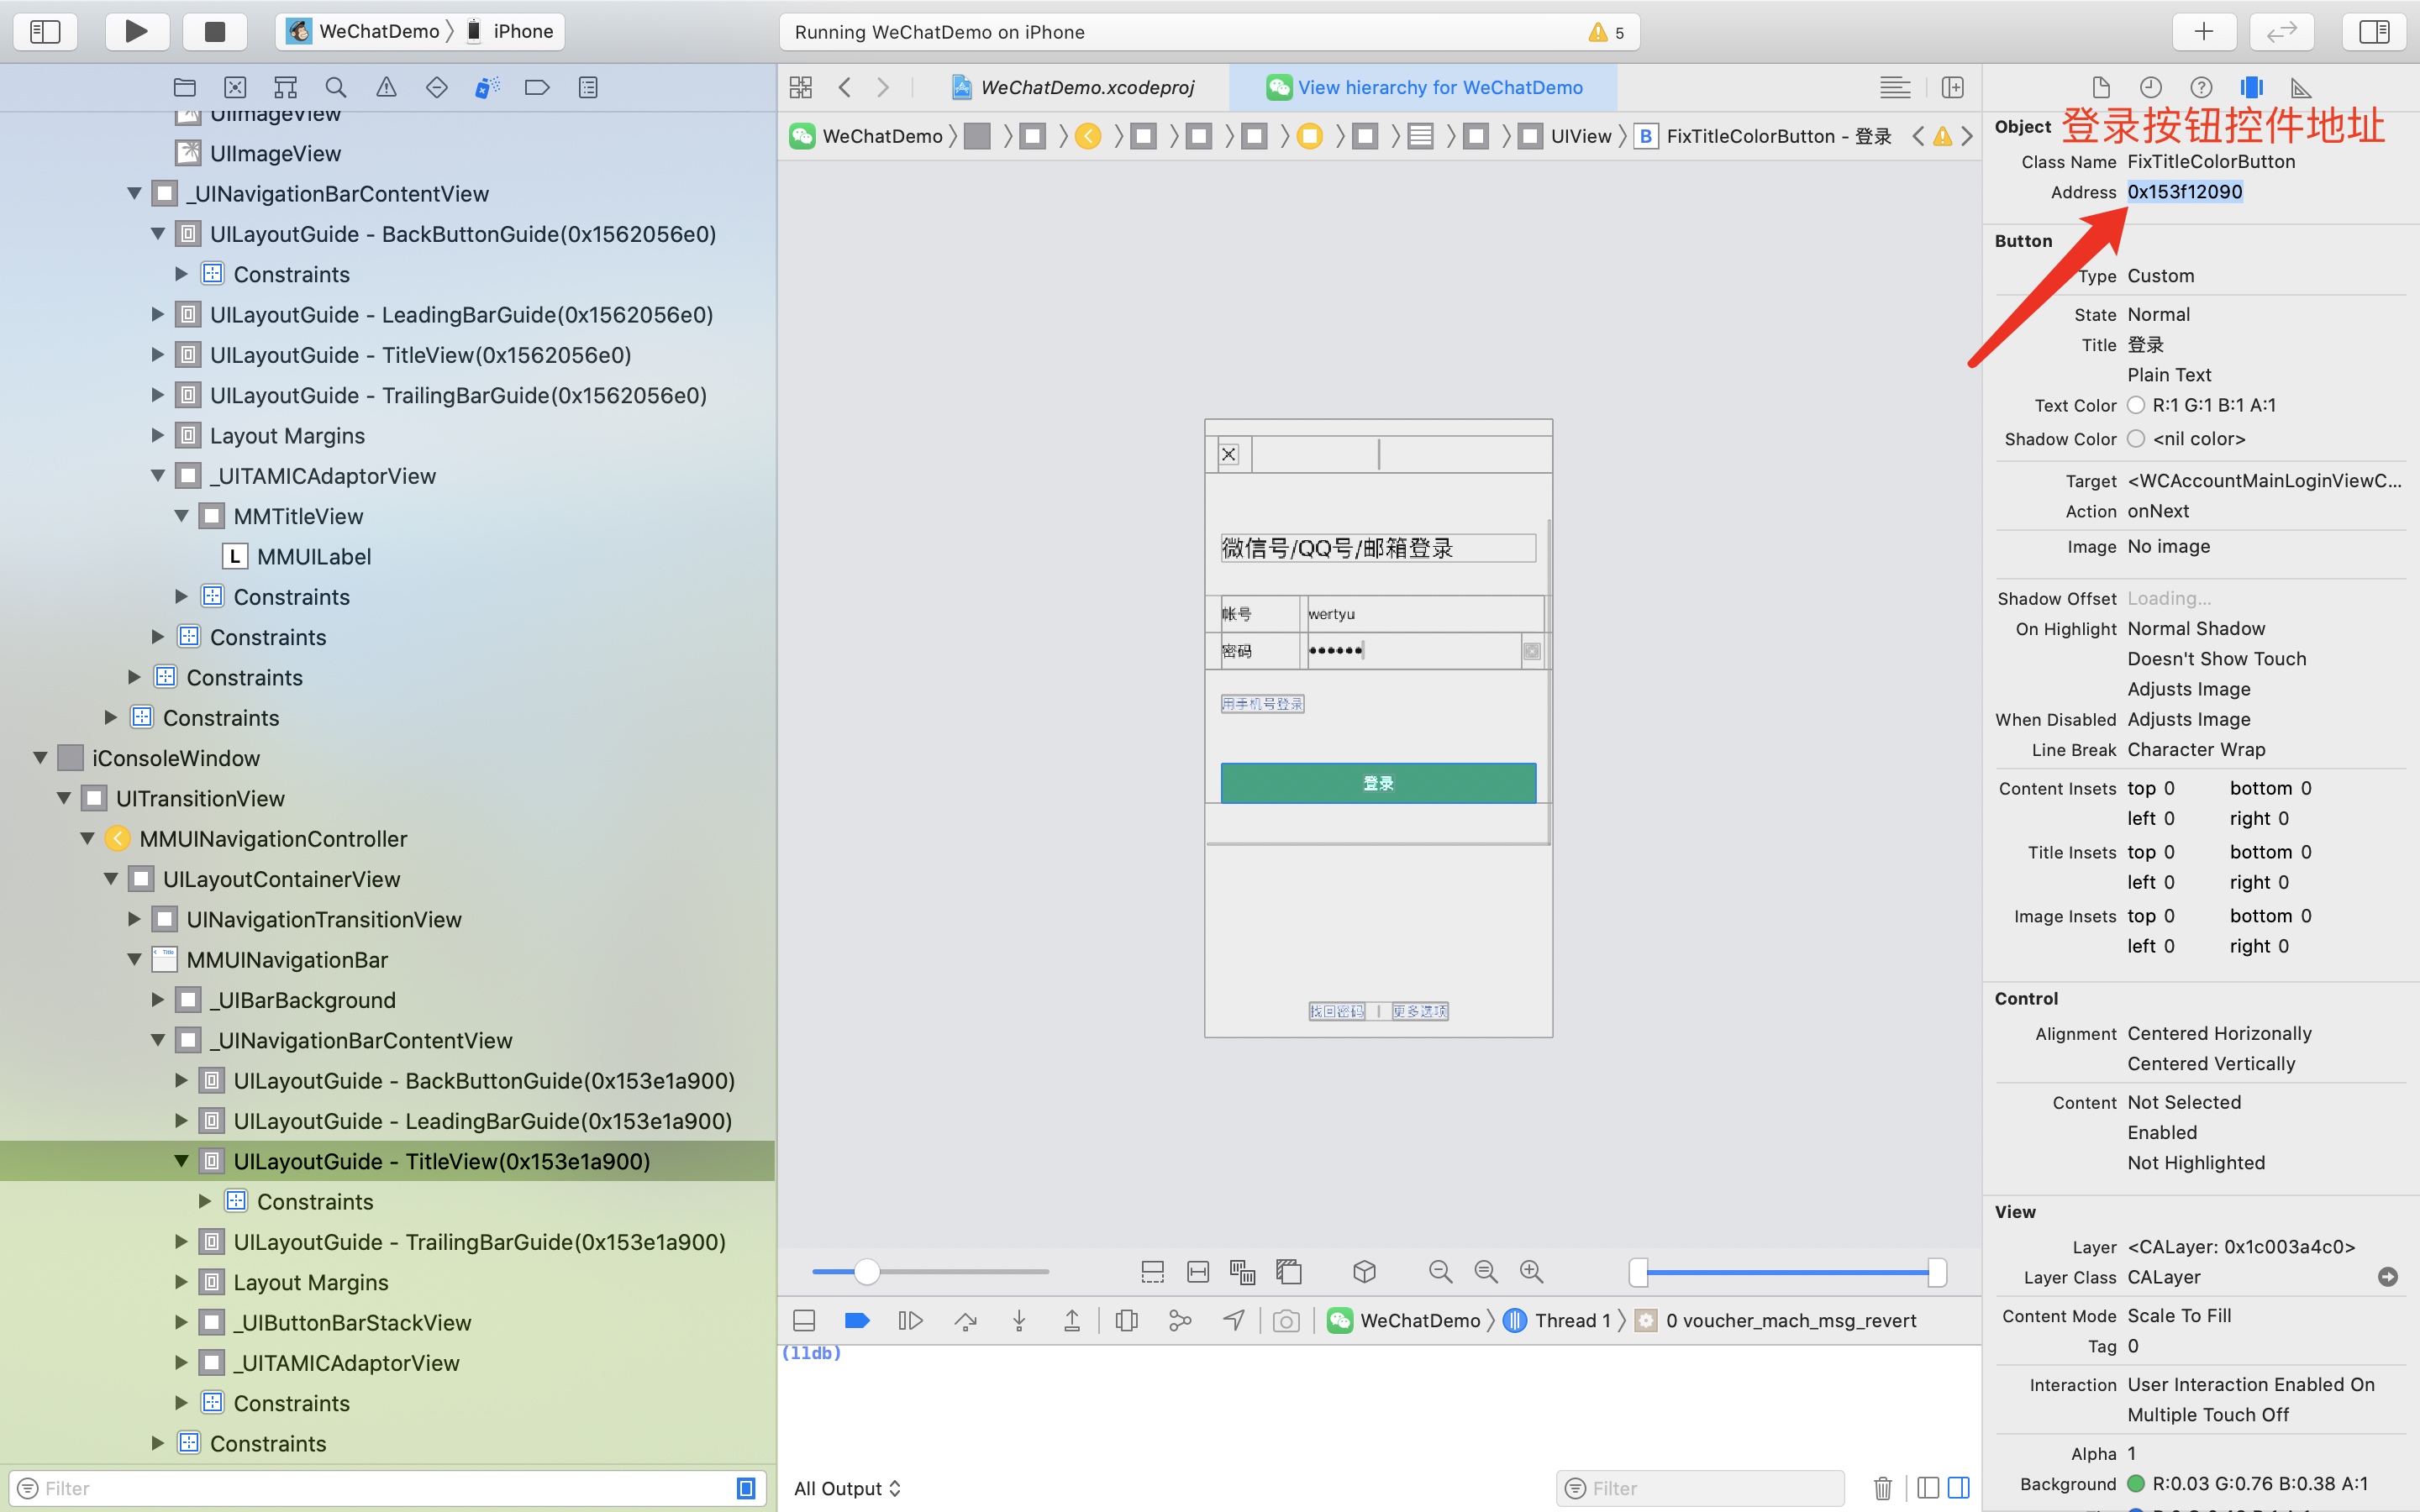 WeChatDemo
iPhone
Running WeChatDemo on iPhone
5
UIImageView
UIImageView
_UINavigationBarContentView
UILayoutGuide - BackButtonGuide(0x1562056e0)
Constraints
UILayoutGuide - LeadingBarGuide(0x1562056e0)
UILayoutGuide - TitleView(0x1562056e0)
UILayoutGuide - TrailingBarGuide(0x1562056e0)
Layout Margins
_UITAMICAdaptorView
MMTitleView
L MMUILabel
Constraints
Constraints
Constraints
Constraints
iConsoleWindow
UITransitionView
MMUINavigationController
UILayoutContainerView
UINavigationTransitionView
MMUINavigationBar
_UIBarBackground
_UINavigationBarContentView
UILayoutGuide - BackButtonGuide(0x153e1a900)
UILayoutGuide - LeadingBarGuide(0x153e1a900)
UILayoutGuide - TitleView(0x153e1a900)
Constraints
UILayoutGuide - TrailingBarGuide(0x153e1a900)
Layout Margins
_UIButtonBarStackView
_UITAMICAdaptorView
Constraints
Constraints
Filter
WeChatDemo.xcodeproj
View hierarchy for WeChatDemo
WeChatDemo
UIView
B FixTitleColorButton - 登录
微信号/QQ号/邮箱登录
帐号 wertyu
密码 ••••••
用手机号登录
登录
找回密码 | 更多选项
WeChatDemo
Thread 1
0 voucher_mach_msg_revert
(lldb)
All Output
Filter
Object
登录按钮控件地址
Class Name FixTitleColorButton
Address 0x153f12090
Button
Type Custom
State Normal
Title 登录
Plain Text
Text Color R:1 G:1 B:1 A:1
Shadow Color <nil color>
Target <WCAccountMainLoginViewC...
Action onNext
Image No image
Shadow Offset Loading...
On Highlight Normal Shadow
Doesn't Show Touch
Adjusts Image
When Disabled Adjusts Image
Line Break Character Wrap
Content Insets top 0 bottom 0
left 0 right 0
Title Insets top 0 bottom 0
left 0 right 0
Image Insets top 0 bottom 0
left 0 right 0
Control
Alignment Centered Horizonally
Centered Vertically
Content Not Selected
Enabled
Not Highlighted
View
Layer <CALayer: 0x1c003a4c0>
Layer Class CALayer
Content Mode Scale To Fill
Tag 0
Interaction User Interaction Enabled On
Multiple Touch Off
Alpha 1
Background R:0.03 G:0.76 B:0.38 A:1